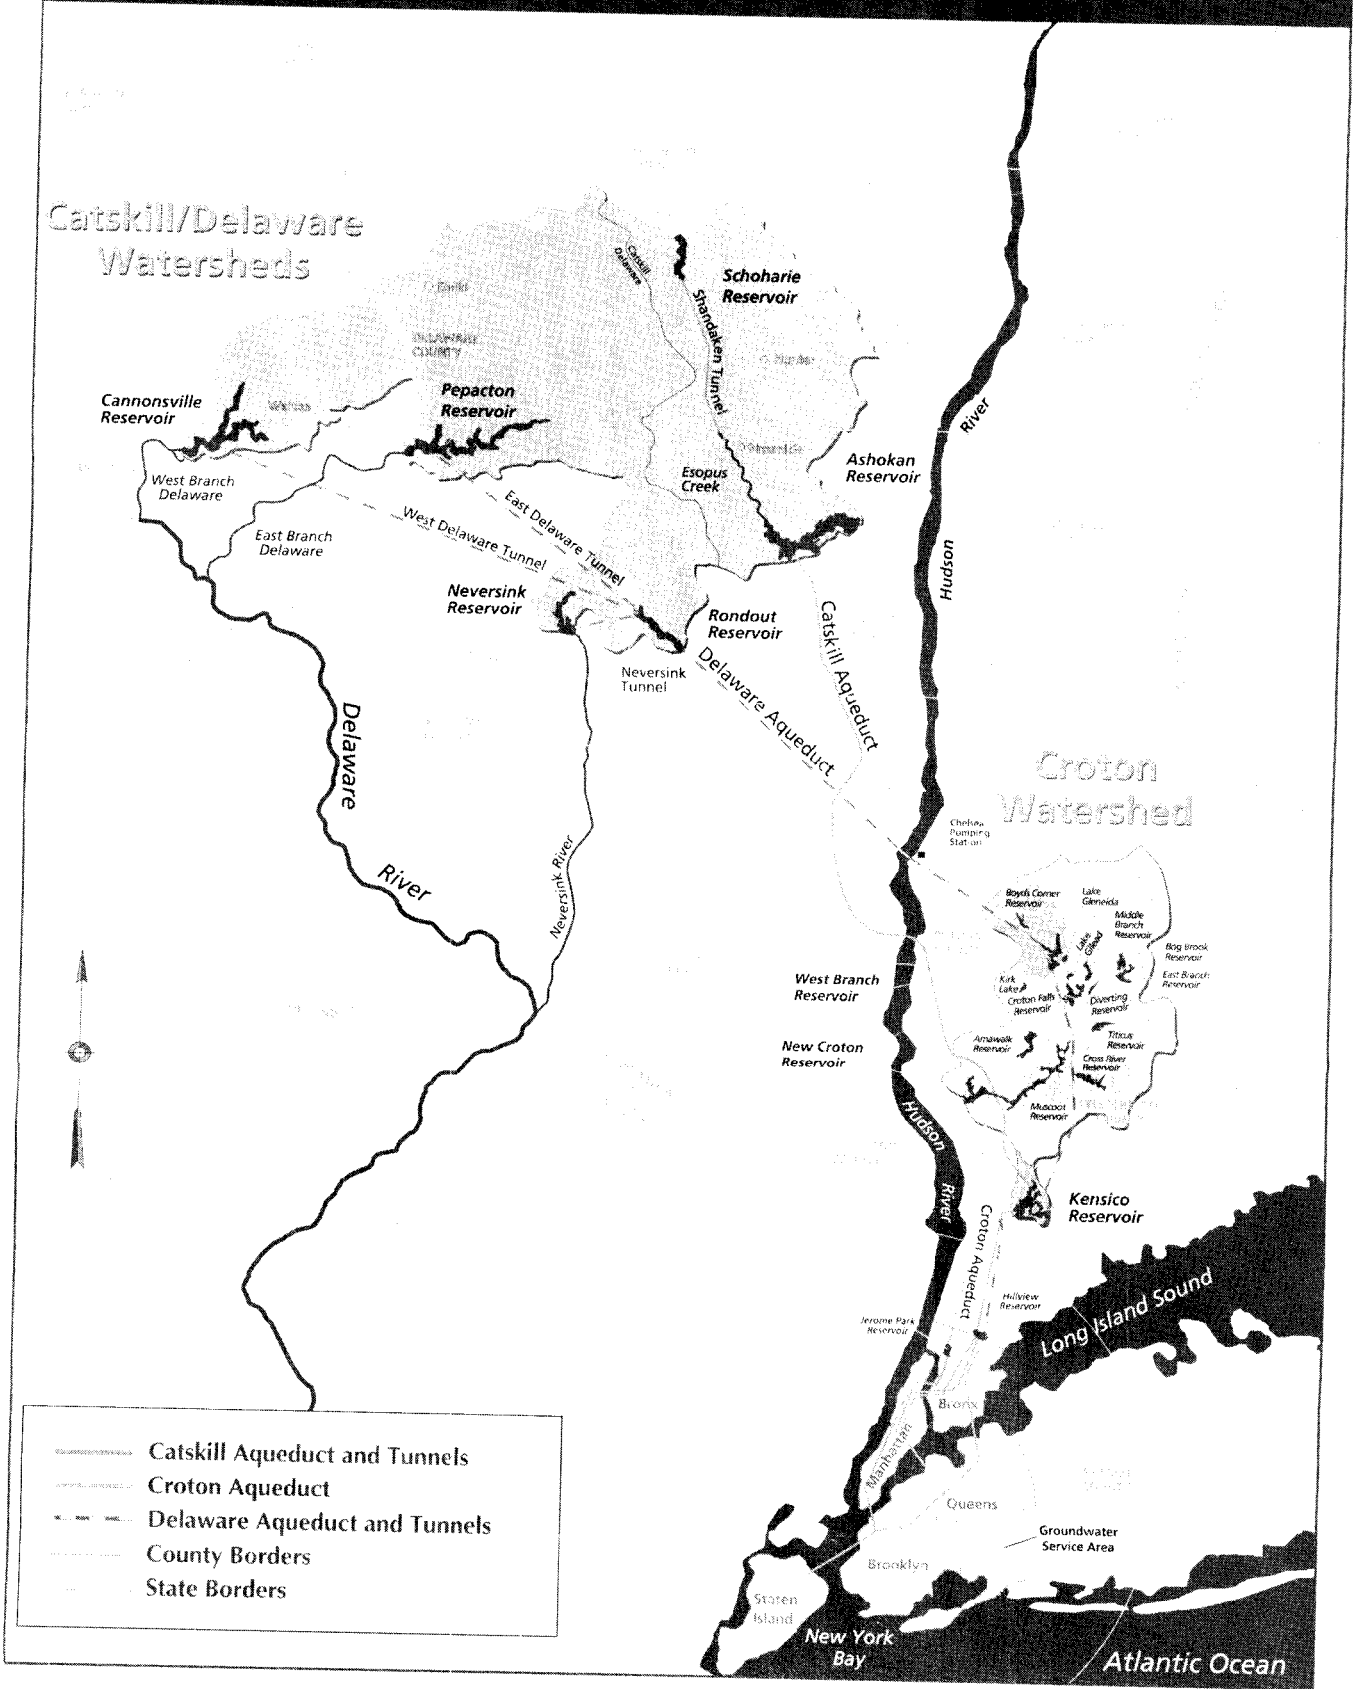 Catskill/Delaware
Watersheds
Catskill
Delaware
Schoharie
Reservoir
Shandaken Tunnel
DELAWARE
COUNTY
Cannonsville
Reservoir
Walton
Pepacton
Reservoir
River
Ashokan
Reservoir
Esopus
Creek
West Branch
Delaware
East Branch
Delaware
West Delaware Tunnel
East Delaware Tunnel
Hudson
Neversink
Reservoir
Rondout
Reservoir
Neversink
Tunnel
Catskill Aqueduct
Delaware Aqueduct
Delaware
River
Neversink River
Croton
Watershed
Chelsea
Pumping
Station
Boyds Corner
Reservoir
Lake
Gleneida
Middle
Branch
Reservoir
Lake
Gilead
Bog Brook
Reservoir
East Branch
Reservoir
West Branch
Reservoir
Kirk
Lake
Croton Falls
Reservoir
Diverting
Reservoir
New Croton
Reservoir
Amawalk
Reservoir
Titicus
Reservoir
Cross River
Reservoir
Muscoot
Reservoir
Hudson
River
Kensico
Reservoir
Croton Aqueduct
Hillview
Reservoir
Jerome Park
Reservoir
Long Island Sound
Bronx
Manhattan
Queens
Groundwater
Service Area
Brooklyn
Staten
Island
New York
Bay
Atlantic Ocean
Catskill Aqueduct and Tunnels
Croton Aqueduct
Delaware Aqueduct and Tunnels
County Borders
State Borders